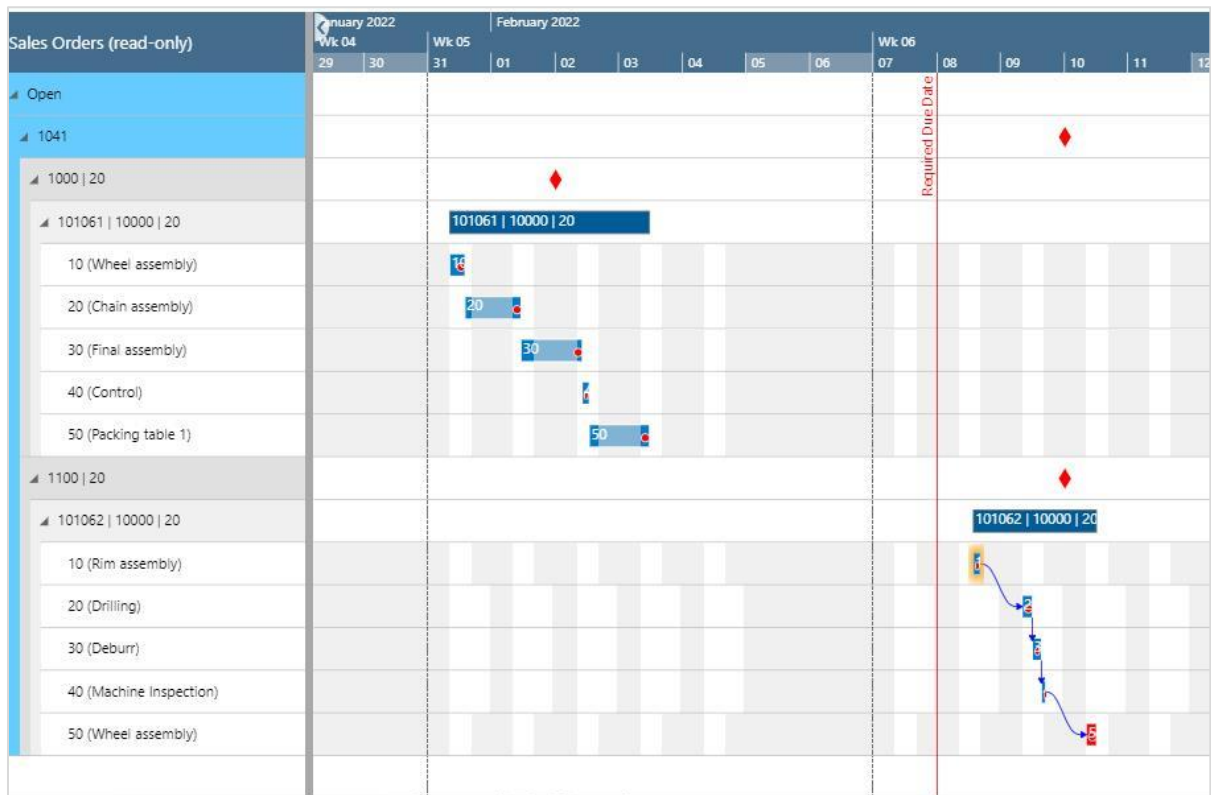 Sales Orders (read-only)
nuary 2022
February 2022
Wk 04
Wk 05
Wk 06
29 30 31 01 02 03 04 05 06 07 08 09 10 11 12
Open
Required Due Date
1041
1000 | 20
101061 | 10000 | 20
101061 | 10000 | 20
10 (Wheel assembly)
20 (Chain assembly)
20
30 (Final assembly)
30
40 (Control)
50 (Packing table 1)
50
1100 | 20
101062 | 10000 | 20
101062 | 10000 | 20
10 (Rim assembly)
20 (Drilling)
30 (Deburr)
40 (Machine Inspection)
50 (Wheel assembly)